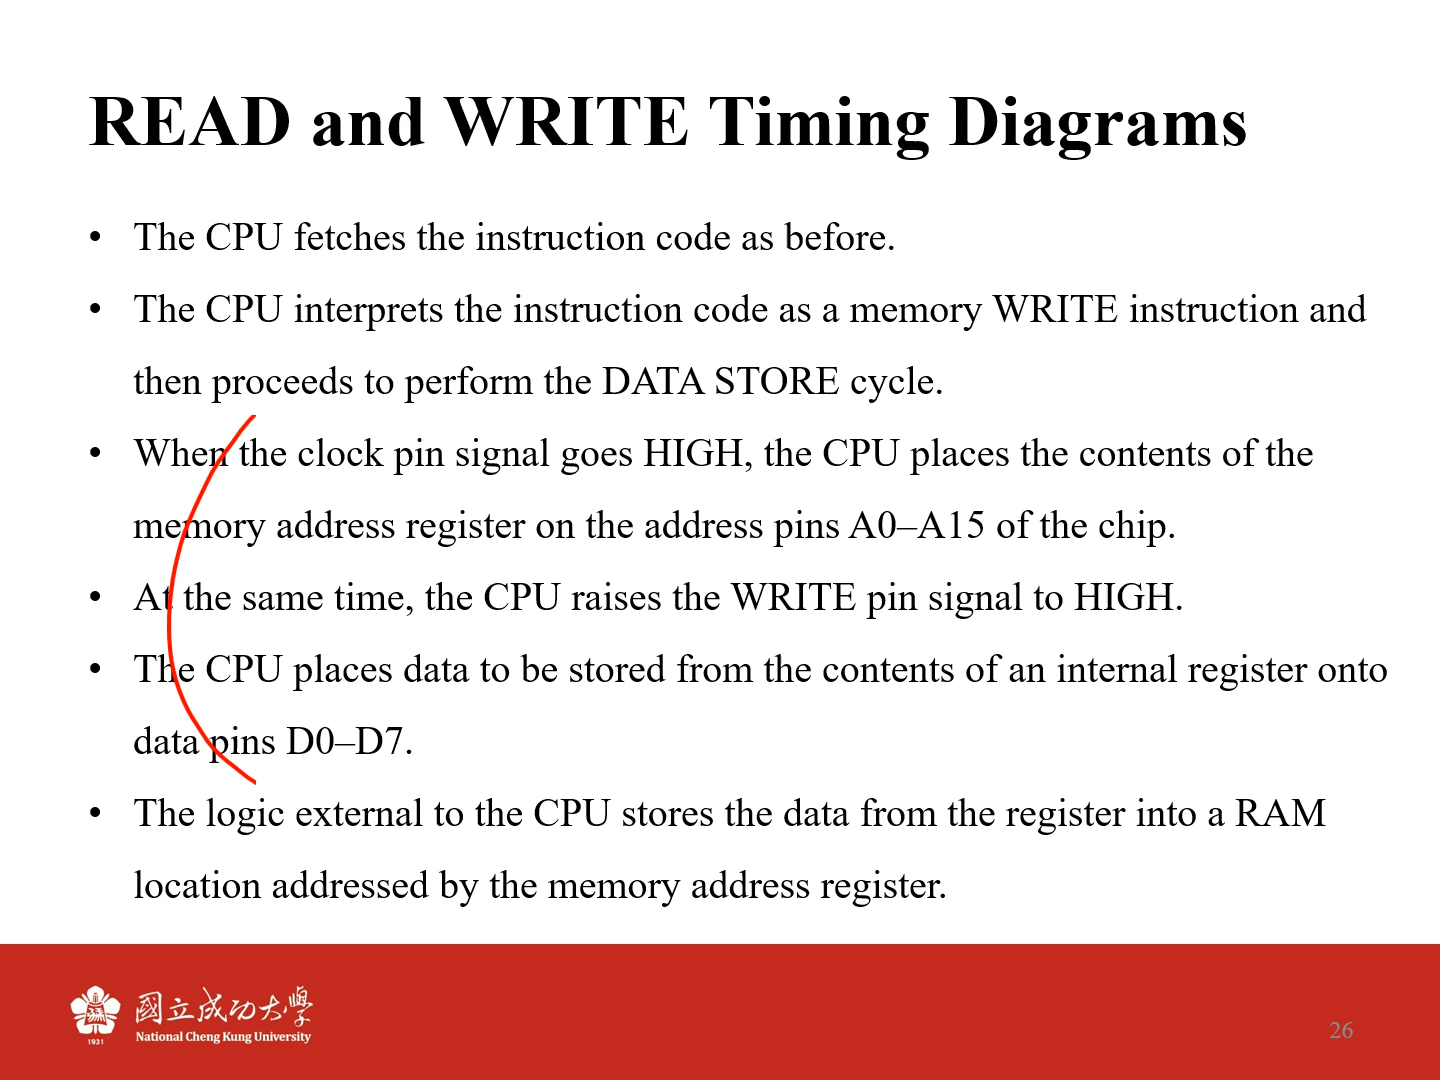 READ and WRITE Timing Diagrams
• The CPU fetches the instruction code as before.
• The CPU interprets the instruction code as a memory WRITE instruction and
then proceeds to perform the DATA STORE cycle.
• When the clock pin signal goes HIGH, the CPU places the contents of the
memory address register on the address pins A0–A15 of the chip.
• At the same time, the CPU raises the WRITE pin signal to HIGH.
• The CPU places data to be stored from the contents of an internal register onto
data pins D0–D7.
• The logic external to the CPU stores the data from the register into a RAM
location addressed by the memory address register.
國立成功大學
National Cheng Kung University
1931
26